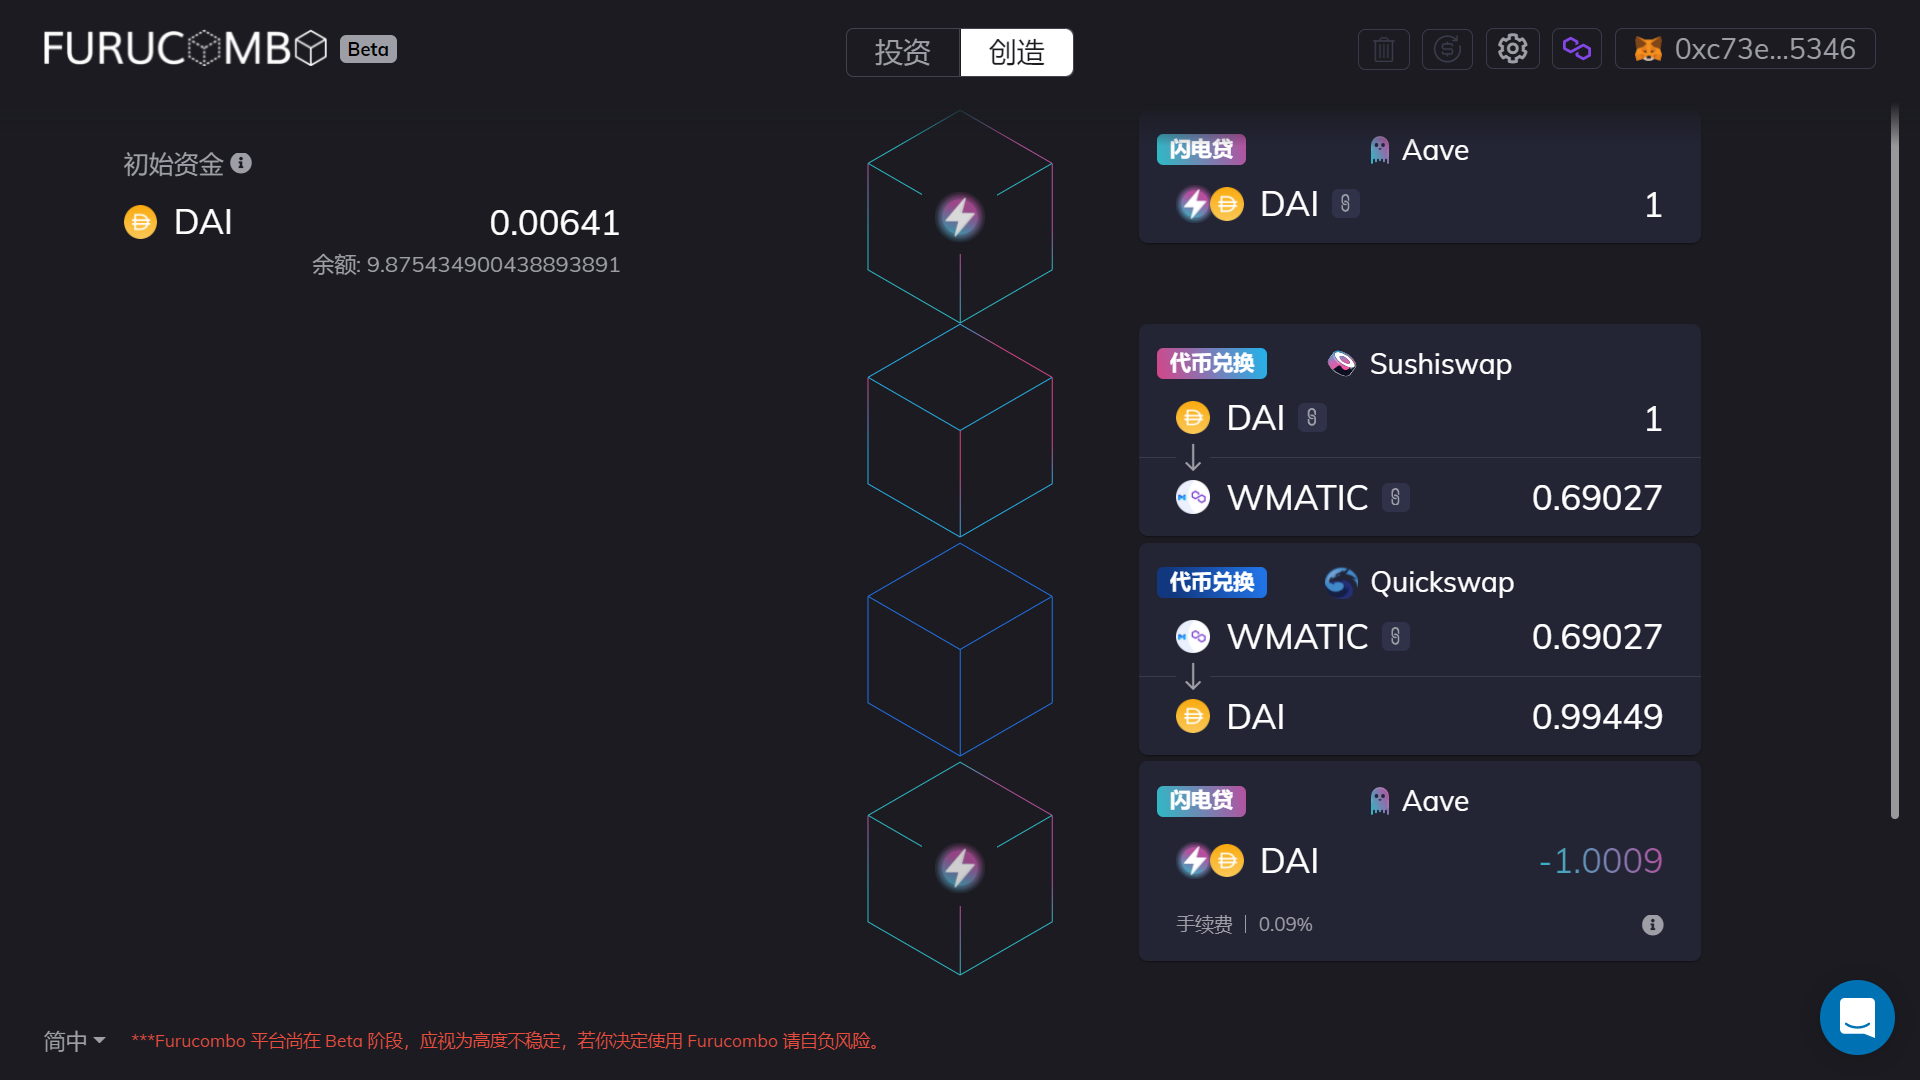 FURUCOMBO Beta
投资 创造
0xc73e...5346
初始资金
DAI 0.00641
余额: 9.875434900438893891
闪电贷 Aave
DAI 1
代币兑换 Sushiswap
DAI 1
WMATIC 0.69027
代币兑换 Quickswap
WMATIC 0.69027
DAI 0.99449
闪电贷 Aave
DAI -1.0009
手续费 | 0.09%
简中 ***Furucombo 平台尚在 Beta 阶段，应视为高度不稳定，若你决定使用 Furucombo 请自负风险。